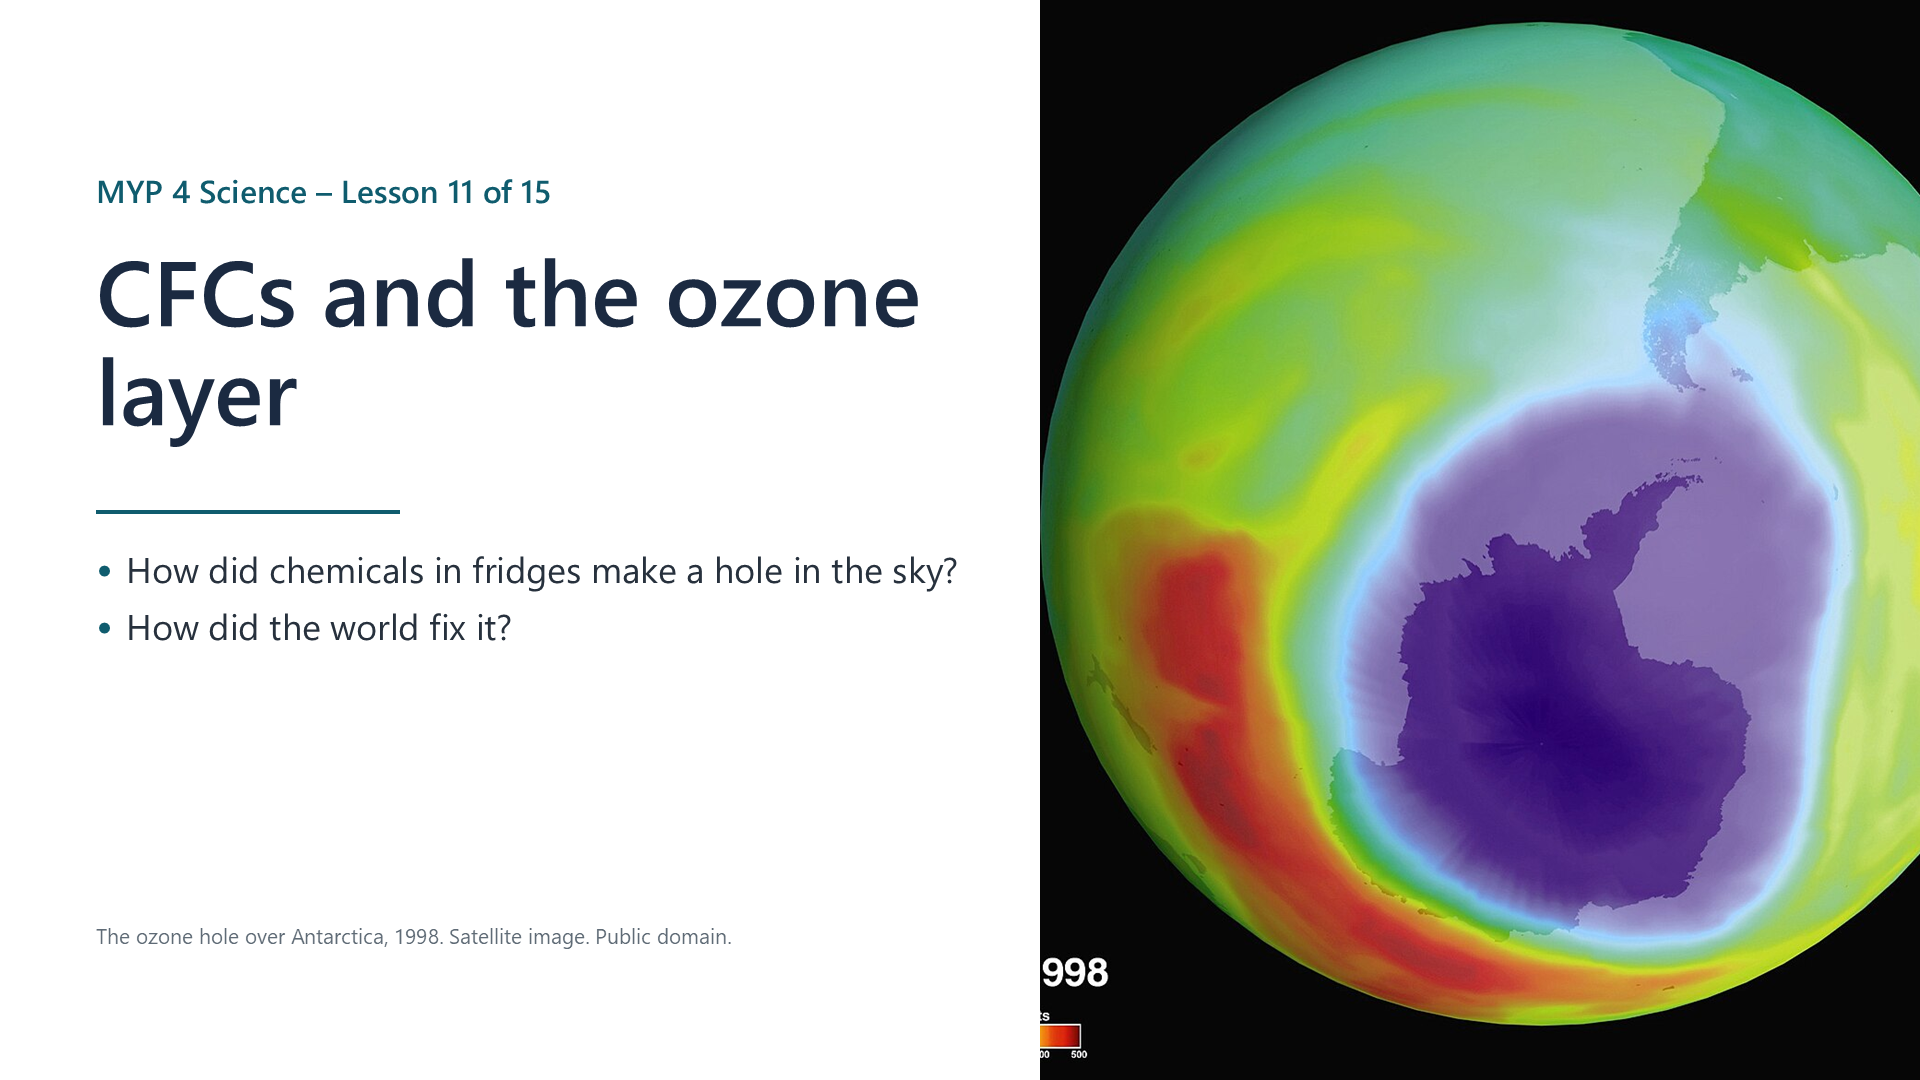 MYP 4 Science – Lesson 11 of 15
CFCs and the ozone
layer
• How did chemicals in fridges make a hole in the sky?
• How did the world fix it?
The ozone hole over Antarctica, 1998. Satellite image. Public domain.
998
ts
00 500